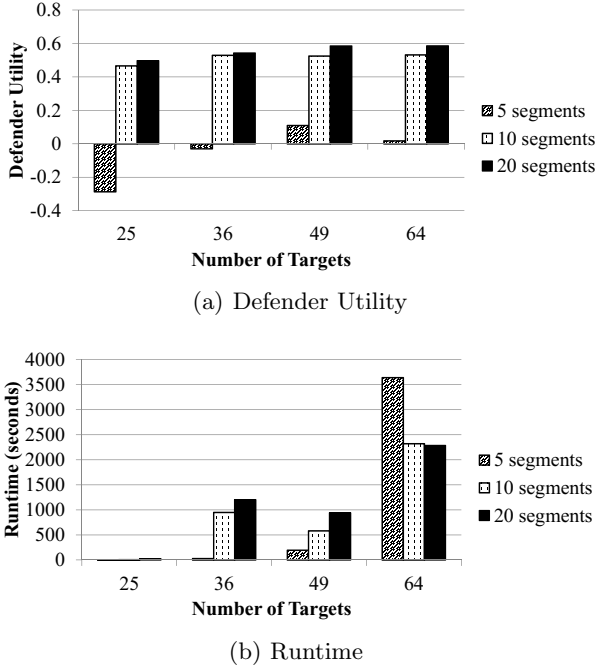 0.8
0.6
0.4
0.2
0
-0.2
-0.4
Defender Utility
25 36 49 64
Number of Targets
5 segments
10 segments
20 segments
(a) Defender Utility
4000
3500
3000
2500
2000
1500
1000
500
0
Runtime (seconds)
25 36 49 64
Number of Targets
5 segments
10 segments
20 segments
(b) Runtime